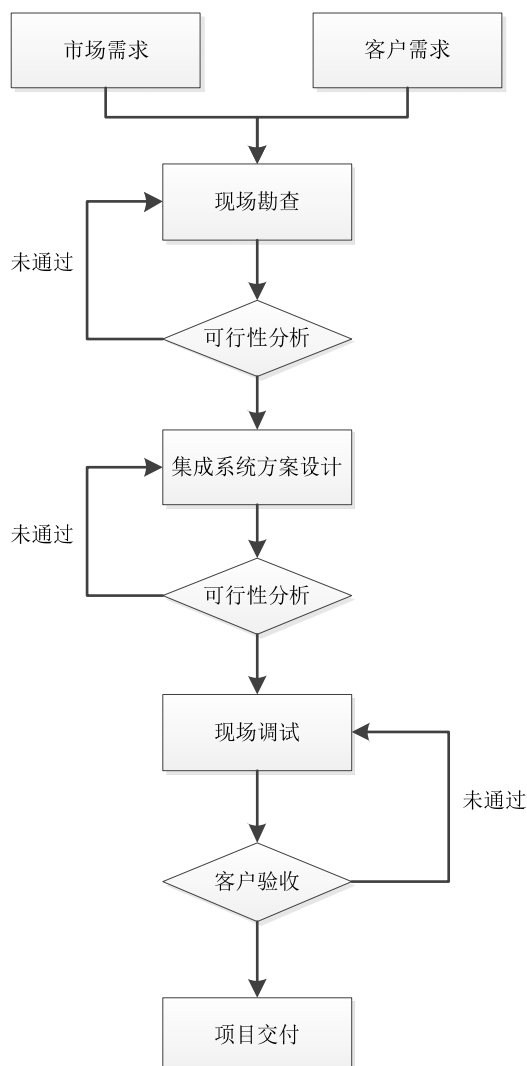 市场需求
客户需求
现场勘查
未通过
可行性分析
集成系统方案设计
未通过
可行性分析
现场调试
未通过
客户验收
项目交付